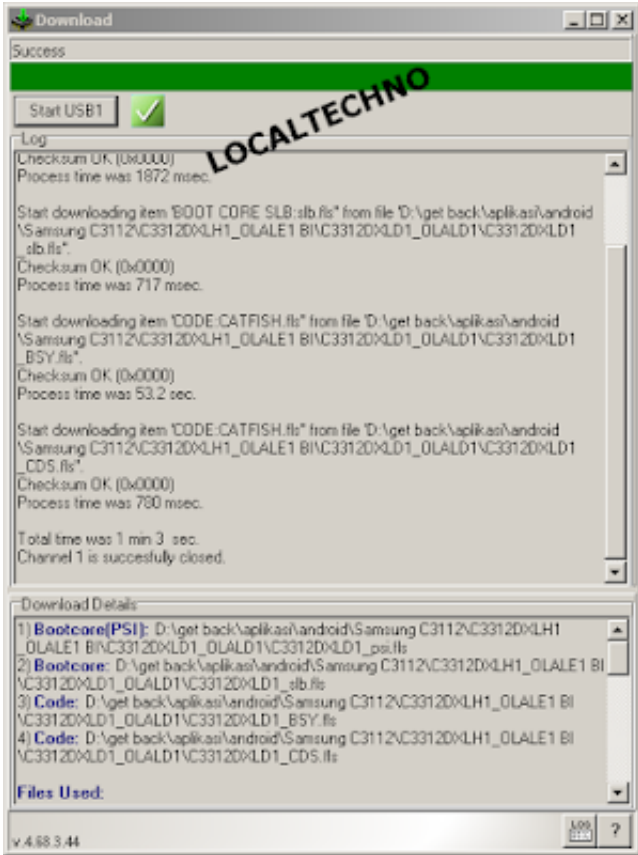 Download
Success
LOCALTECHNO
Start USB1
Log
Checksum OK (0x0000)
Process time was 1872 msec.
Start downloading item "BOOT CORE SLB:slb.fls" from file "D:\get back\aplikasi\android
\Samsung C3112\C3312DXLH1_OLALE1 BI\C3312DXLD1_OLALD1\C3312DXLD1
_slb.fls".
Checksum OK (0x0000)
Process time was 717 msec.
Start downloading item "CODE:CATFISH.fls" from file "D:\get back\aplikasi\android
\Samsung C3112\C3312DXLH1_OLALE1 BI\C3312DXLD1_OLALD1\C3312DXLD1
_BSY.fls".
Checksum OK (0x0000)
Process time was 53.2 sec.
Start downloading item "CODE:CATFISH.fls" from file "D:\get back\aplikasi\android
\Samsung C3112\C3312DXLH1_OLALE1 BI\C3312DXLD1_OLALD1\C3312DXLD1
_CDS.fls".
Checksum OK (0x0000)
Process time was 780 msec.
Total time was 1 min 3  sec.
Channel 1 is succesfully closed.
Download Details
1) Bootcore(PSI): D:\get back\aplikasi\android\Samsung C3112\C3312DXLH1
_OLALE1 BI\C3312DXLD1_OLALD1\C3312DXLD1_psi.fls
2) Bootcore: D:\get back\aplikasi\android\Samsung C3112\C3312DXLH1_OLALE1 BI
\C3312DXLD1_OLALD1\C3312DXLD1_slb.fls
3) Code: D:\get back\aplikasi\android\Samsung C3112\C3312DXLH1_OLALE1 BI
\C3312DXLD1_OLALD1\C3312DXLD1_BSY.fls
4) Code: D:\get back\aplikasi\android\Samsung C3112\C3312DXLH1_OLALE1 BI
\C3312DXLD1_OLALD1\C3312DXLD1_CDS.fls
Files Used:
LOG
?
v.4.68.3.44